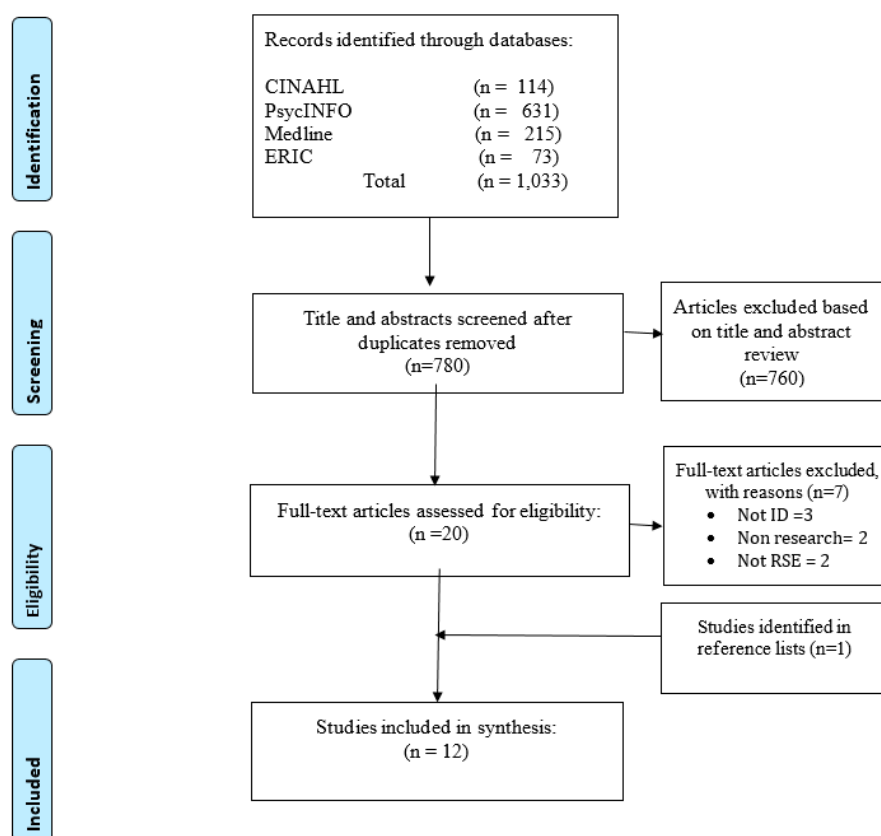 Identification
Records identified through databases:
CINAHL (n = 114)
PsycINFO (n = 631)
Medline (n = 215)
ERIC (n = 73)
Total (n = 1,033)
Screening
Title and abstracts screened after
duplicates removed
(n=780)
Articles excluded based
on title and abstract
review
(n=760)
Eligibility
Full-text articles assessed for eligibility:
(n =20)
Full-text articles excluded,
with reasons (n=7)
• Not ID =3
• Non research= 2
• Not RSE = 2
Studies identified in
reference lists (n=1)
Included
Studies included in synthesis:
(n = 12)